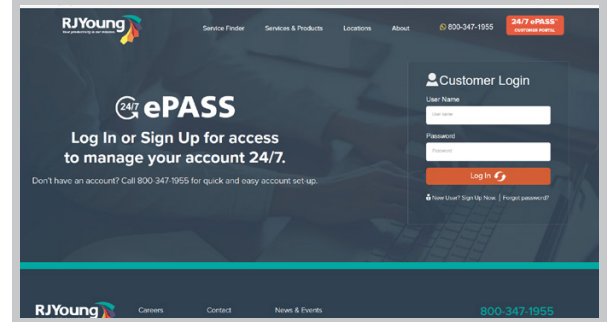 RJYoung
Your productivity is our mission.
Service Finder
Services & Products
Locations
About
800-347-1955
24/7 ePASS™
CUSTOMER PORTAL
24/7 ePASS
Log In or Sign Up for access
to manage your account 24/7.
Don't have an account? Call 800-347-1955 for quick and easy account set-up.
Customer Login
User Name
User name
Password
Password
Log In
New User? Sign Up Now. | Forgot password?
RJYoung
Careers
Contact
News & Events
800-347-1955